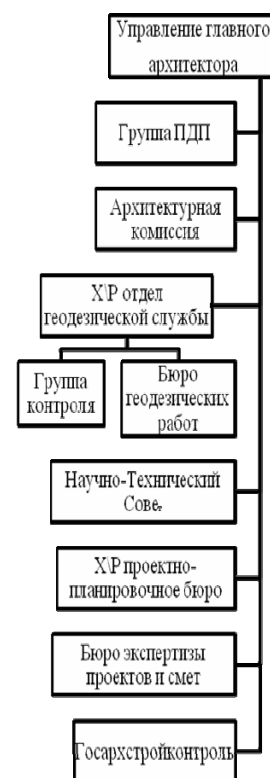 Управление главного
архитектора
Группа ПДП
Архитектурная
комиссия
Х\Р отдел
геодезической службы
Группа
контроля
Бюро
геодезических
работ
Научно-Технический
Сове.
Х\Р проектно-
планировочное бюро
Бюро экспертизы
проектов и смет
Госархстройконтроль